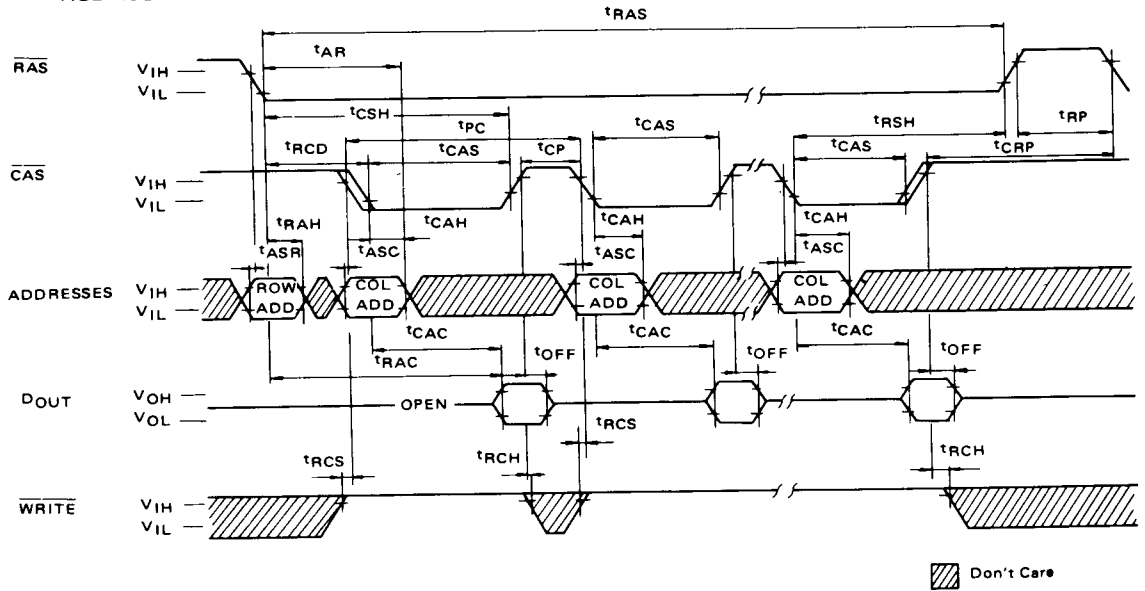 tRAS
tAR
RAS
VIH
VIL
tCSH
tPC
tRCD
tCAS
tCP
tCAS
tRSH
tCAS
tRP
tCRP
CAS
VIH
VIL
tRAH
tCAH
tCAH
tCAH
tASR
tASC
tASC
tASC
ADDRESSES
VIH
VIL
ROW
ADD
COL
ADD
COL
ADD
COL
ADD
tCAC
tRAC
tOFF
tCAC
tOFF
tCAC
tOFF
DOUT
VOH
VOL
OPEN
tRCS
tRCH
tRCS
tRCH
WRITE
VIH
VIL
Don't Care